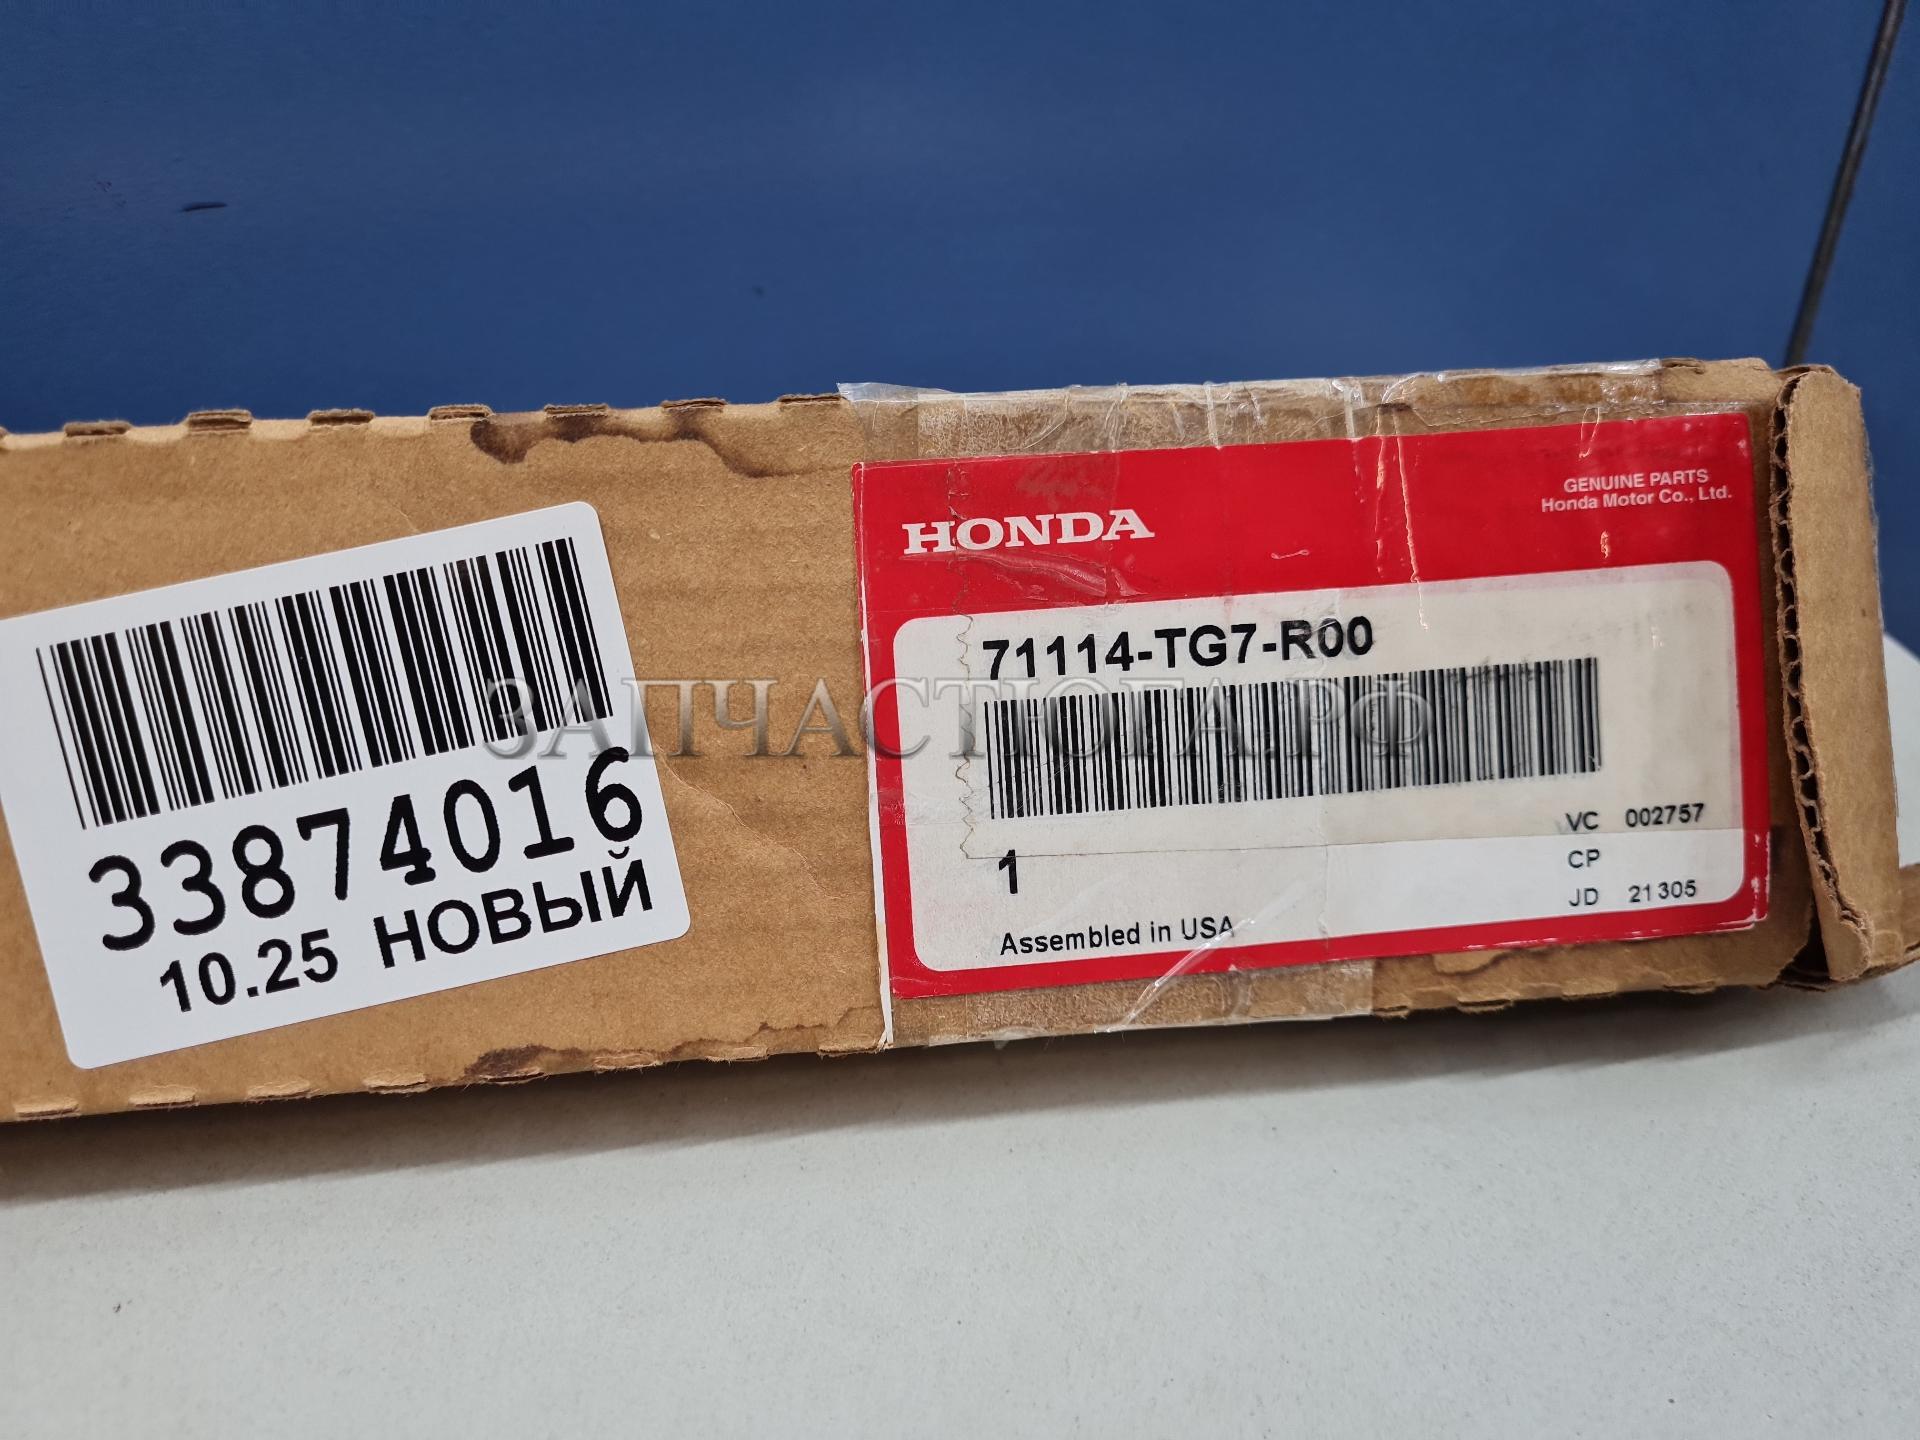 33874016
10.25 НОВЫЙ
ЗАПЧАСТЮГА.РФ
HONDA
GENUINE PARTS
Honda Motor Co., Ltd.
71114-TG7-R00
1
VC 002757
CP
JD 21305
Assembled in USA